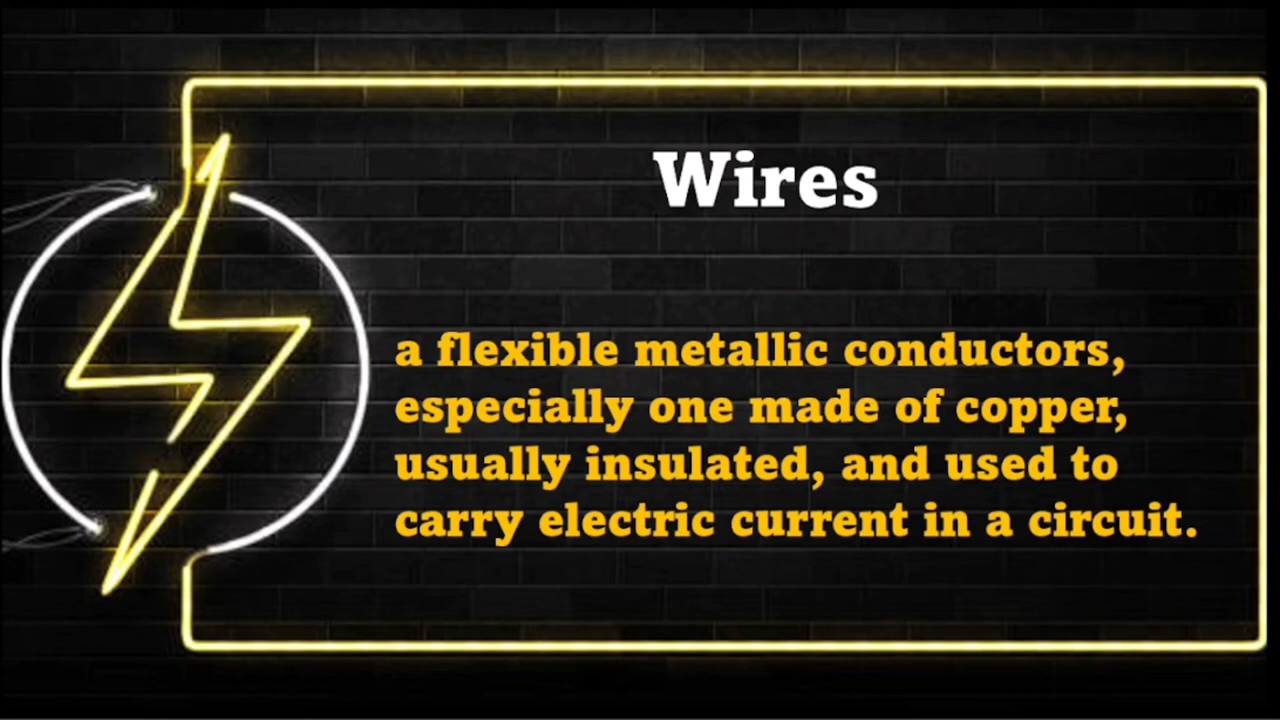 Wires
a flexible metallic conductors,
especially one made of copper,
usually insulated, and used to
carry electric current in a circuit.